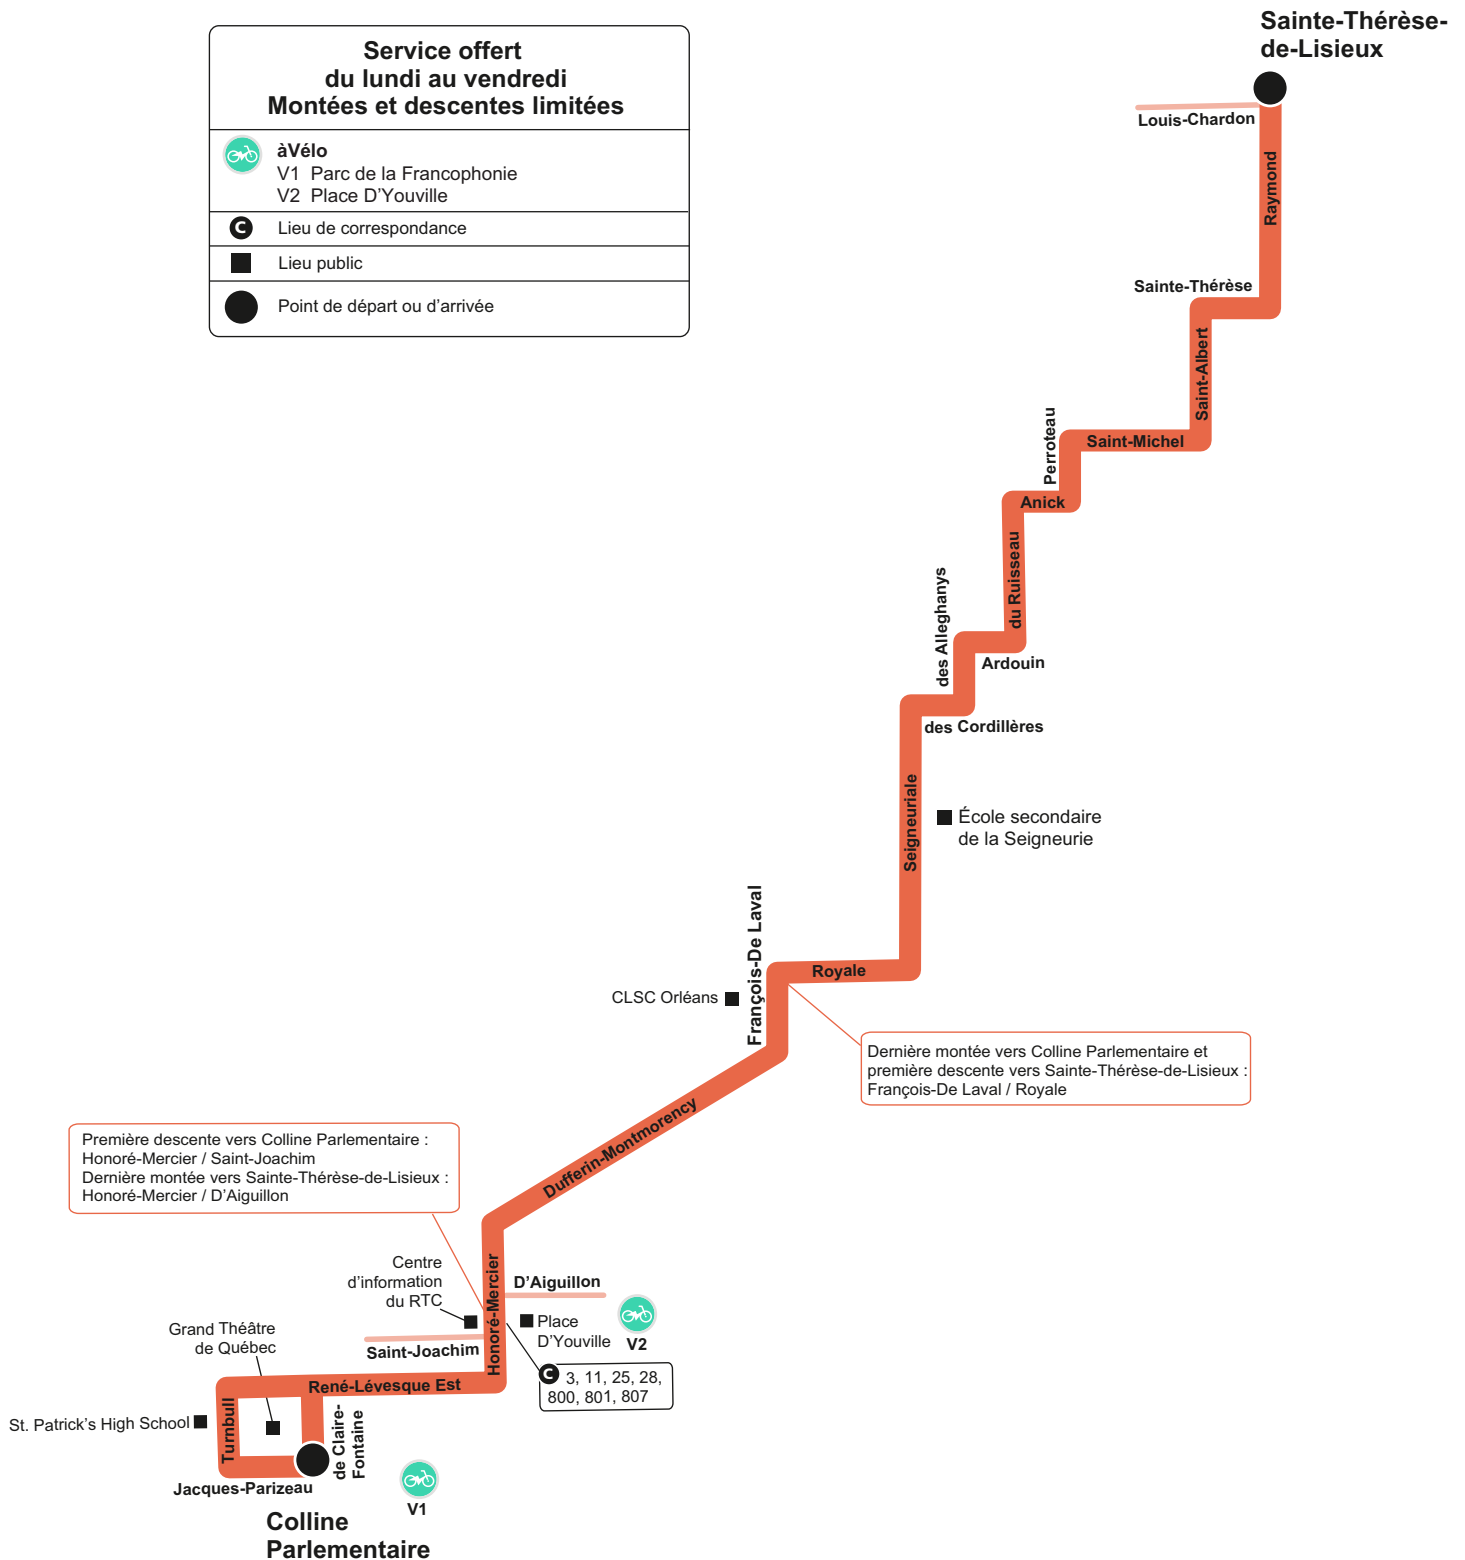 Sainte-Thérèse-
de-Lisieux
Service offert
du lundi au vendredi
Montées et descentes limitées
àVélo
V1 Parc de la Francophonie
V2 Place D'Youville
C Lieu de correspondance
Lieu public
Point de départ ou d'arrivée
Louis-Chardon
Raymond
Sainte-Thérèse
Saint-Albert
Saint-Michel
Perroteau
Anick
du Ruisseau
des Alleghanys
Ardouin
des Cordillères
Seigneuriale
École secondaire
de la Seigneurie
François-De Laval
Royale
CLSC Orléans
Dernière montée vers Colline Parlementaire et
première descente vers Sainte-Thérèse-de-Lisieux :
François-De Laval / Royale
Dufferin-Montmorency
Première descente vers Colline Parlementaire :
Honoré-Mercier / Saint-Joachim
Dernière montée vers Sainte-Thérèse-de-Lisieux :
Honoré-Mercier / D'Aiguillon
Honoré-Mercier
Centre
d'information
du RTC
D'Aiguillon
Place
D'Youville
V2
Saint-Joachim
C 3, 11, 25, 28,
800, 801, 807
Grand Théâtre
de Québec
René-Lévesque Est
St. Patrick's High School
Turnbull
de Claire-
Fontaine
Jacques-Parizeau
V1
Colline
Parlementaire